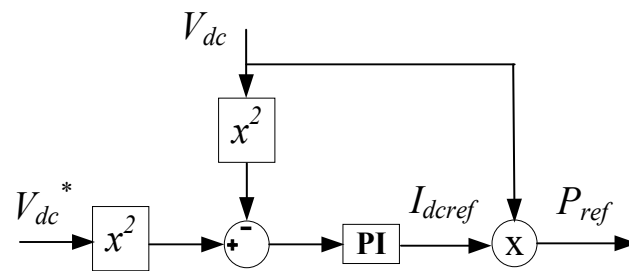 V_dc
x²
I_dcref
P_ref
V_dc*
x²
+
-
PI
X